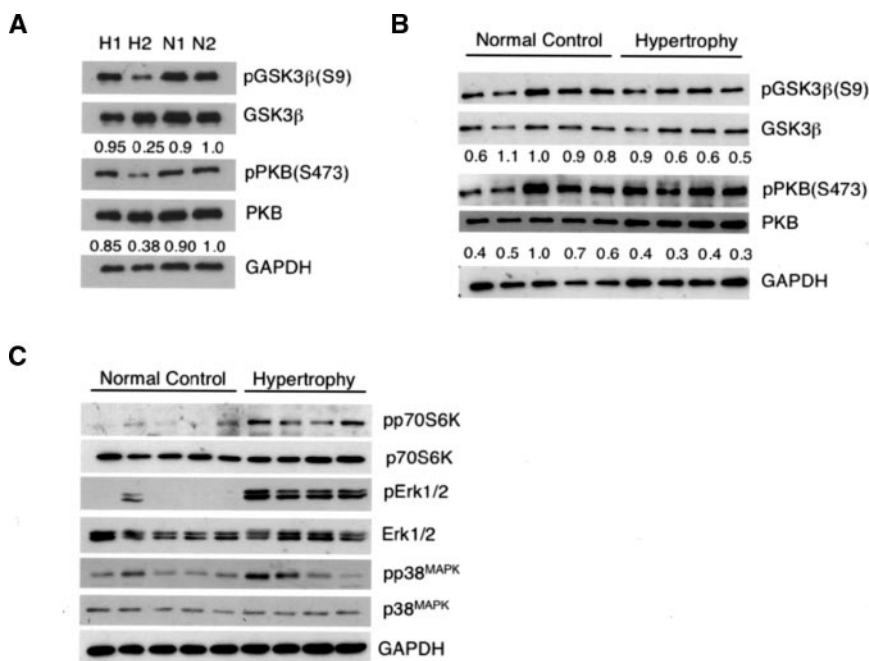 A
H1 H2 N1 N2
pGSK3β(S9)
GSK3β
0.95 0.25 0.9 1.0
pPKB(S473)
PKB
0.85 0.38 0.90 1.0
GAPDH
B
Normal Control Hypertrophy
pGSK3β(S9)
GSK3β
0.6 1.1 1.0 0.9 0.8 0.9 0.6 0.6 0.5
pPKB(S473)
PKB
0.4 0.5 1.0 0.7 0.6 0.4 0.3 0.4 0.3
GAPDH
C
Normal Control Hypertrophy
pp70S6K
p70S6K
pErk1/2
Erk1/2
pp38MAPK
p38MAPK
GAPDH